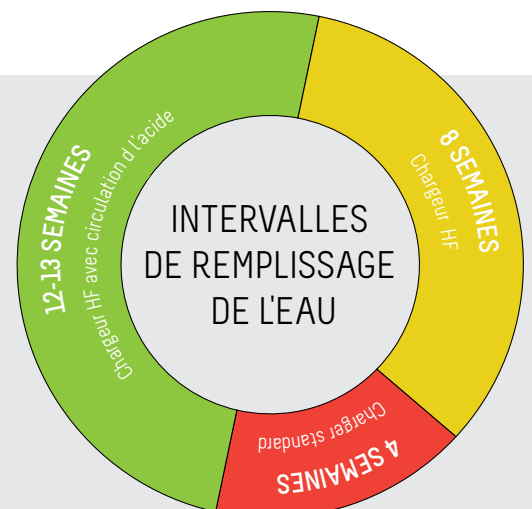 INTERVALLES
DE REMPLISSAGE
DE L'EAU
12-13 SEMAINES
Chargeur HF avec circulation d l'acide
8 SEMAINES
Chargeur HF
4 SEMAINES
Charger standard